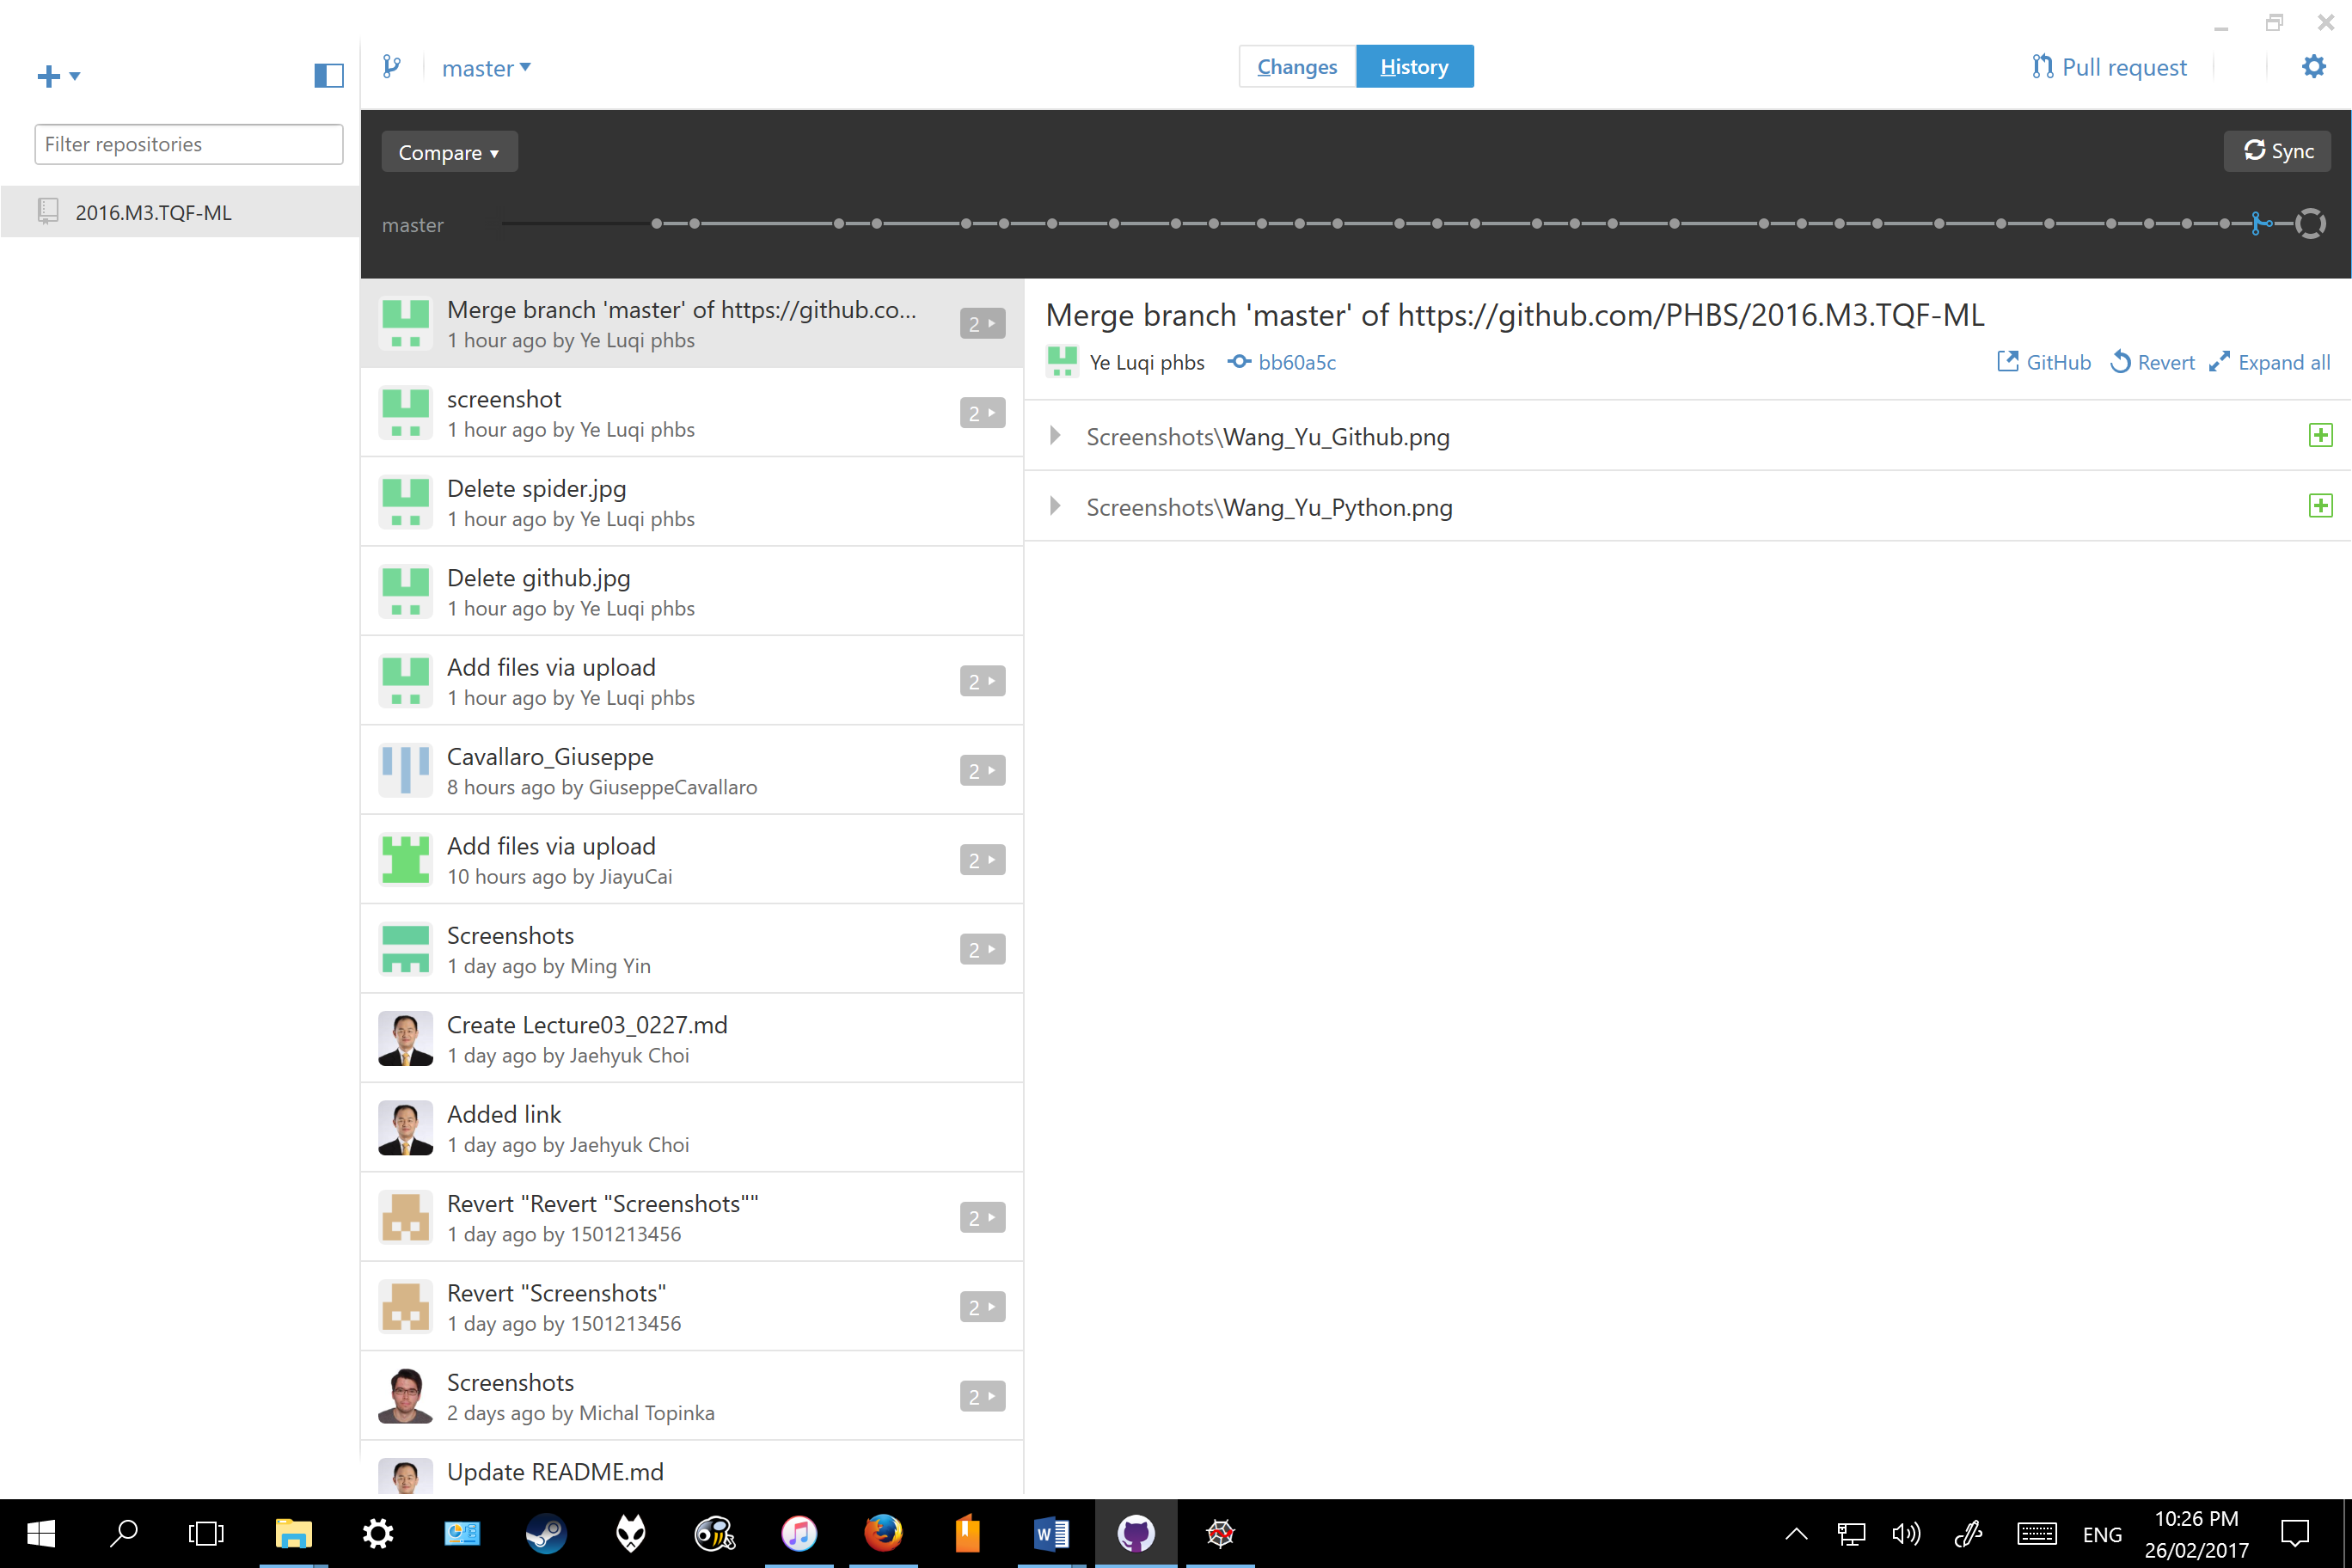 master
Changes
History
Pull request
Filter repositories
2016.M3.TQF-ML
Compare
Sync
master
Merge branch 'master' of https://github.co...
1 hour ago by Ye Luqi phbs
2
screenshot
1 hour ago by Ye Luqi phbs
2
Delete spider.jpg
1 hour ago by Ye Luqi phbs
Delete github.jpg
1 hour ago by Ye Luqi phbs
Add files via upload
1 hour ago by Ye Luqi phbs
2
Cavallaro_Giuseppe
8 hours ago by GiuseppeCavallaro
2
Add files via upload
10 hours ago by JiayuCai
2
Screenshots
1 day ago by Ming Yin
2
Create Lecture03_0227.md
1 day ago by Jaehyuk Choi
Added link
1 day ago by Jaehyuk Choi
Revert "Revert "Screenshots""
1 day ago by 1501213456
2
Revert "Screenshots"
1 day ago by 1501213456
2
Screenshots
2 days ago by Michal Topinka
2
Update README.md
Merge branch 'master' of https://github.com/PHBS/2016.M3.TQF-ML
Ye Luqi phbs bb60a5c
GitHub Revert Expand all
Screenshots\Wang_Yu_Github.png
Screenshots\Wang_Yu_Python.png
W
ENG
10:26 PM
26/02/2017